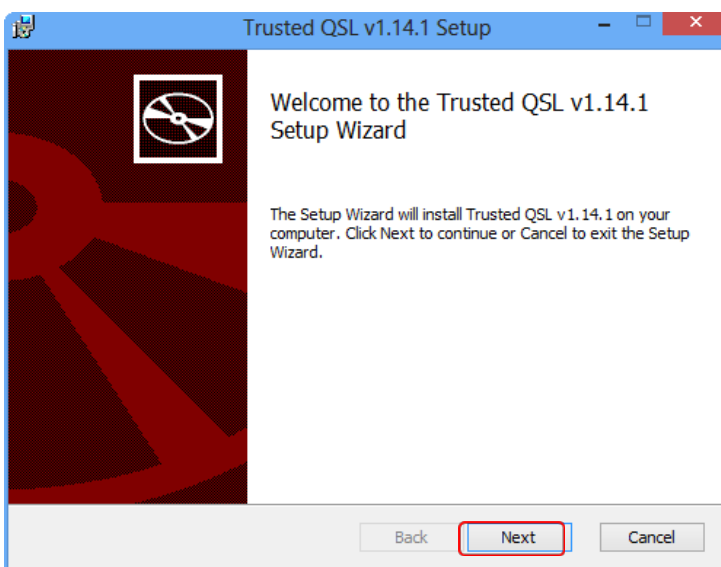 Trusted QSL v1.14.1 Setup
Welcome to the Trusted QSL v1.14.1
Setup Wizard
The Setup Wizard will install Trusted QSL v1.14.1 on your
computer. Click Next to continue or Cancel to exit the Setup
Wizard.
Back Next Cancel